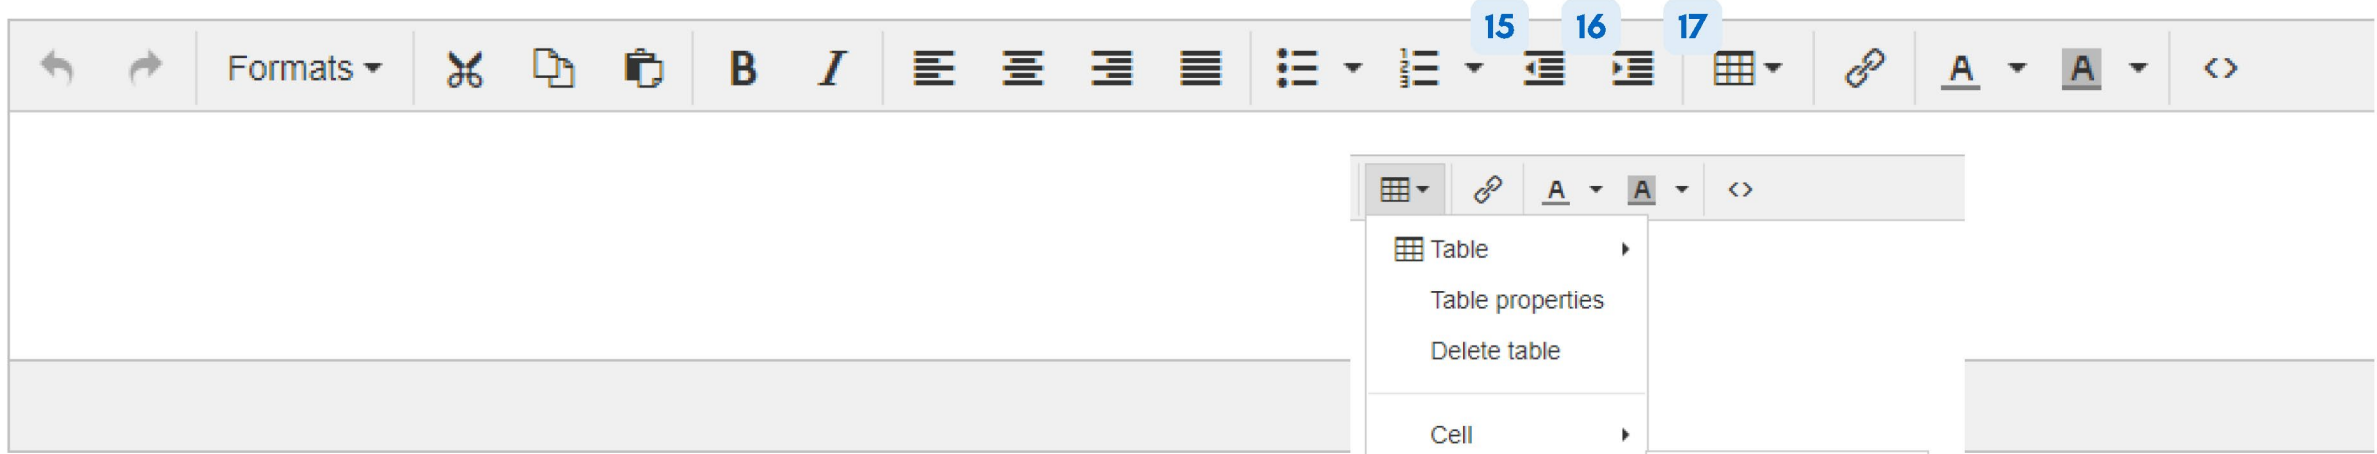 15 16 17
Formats B I A A <>
A A <>
Table
Table properties
Delete table
Cell